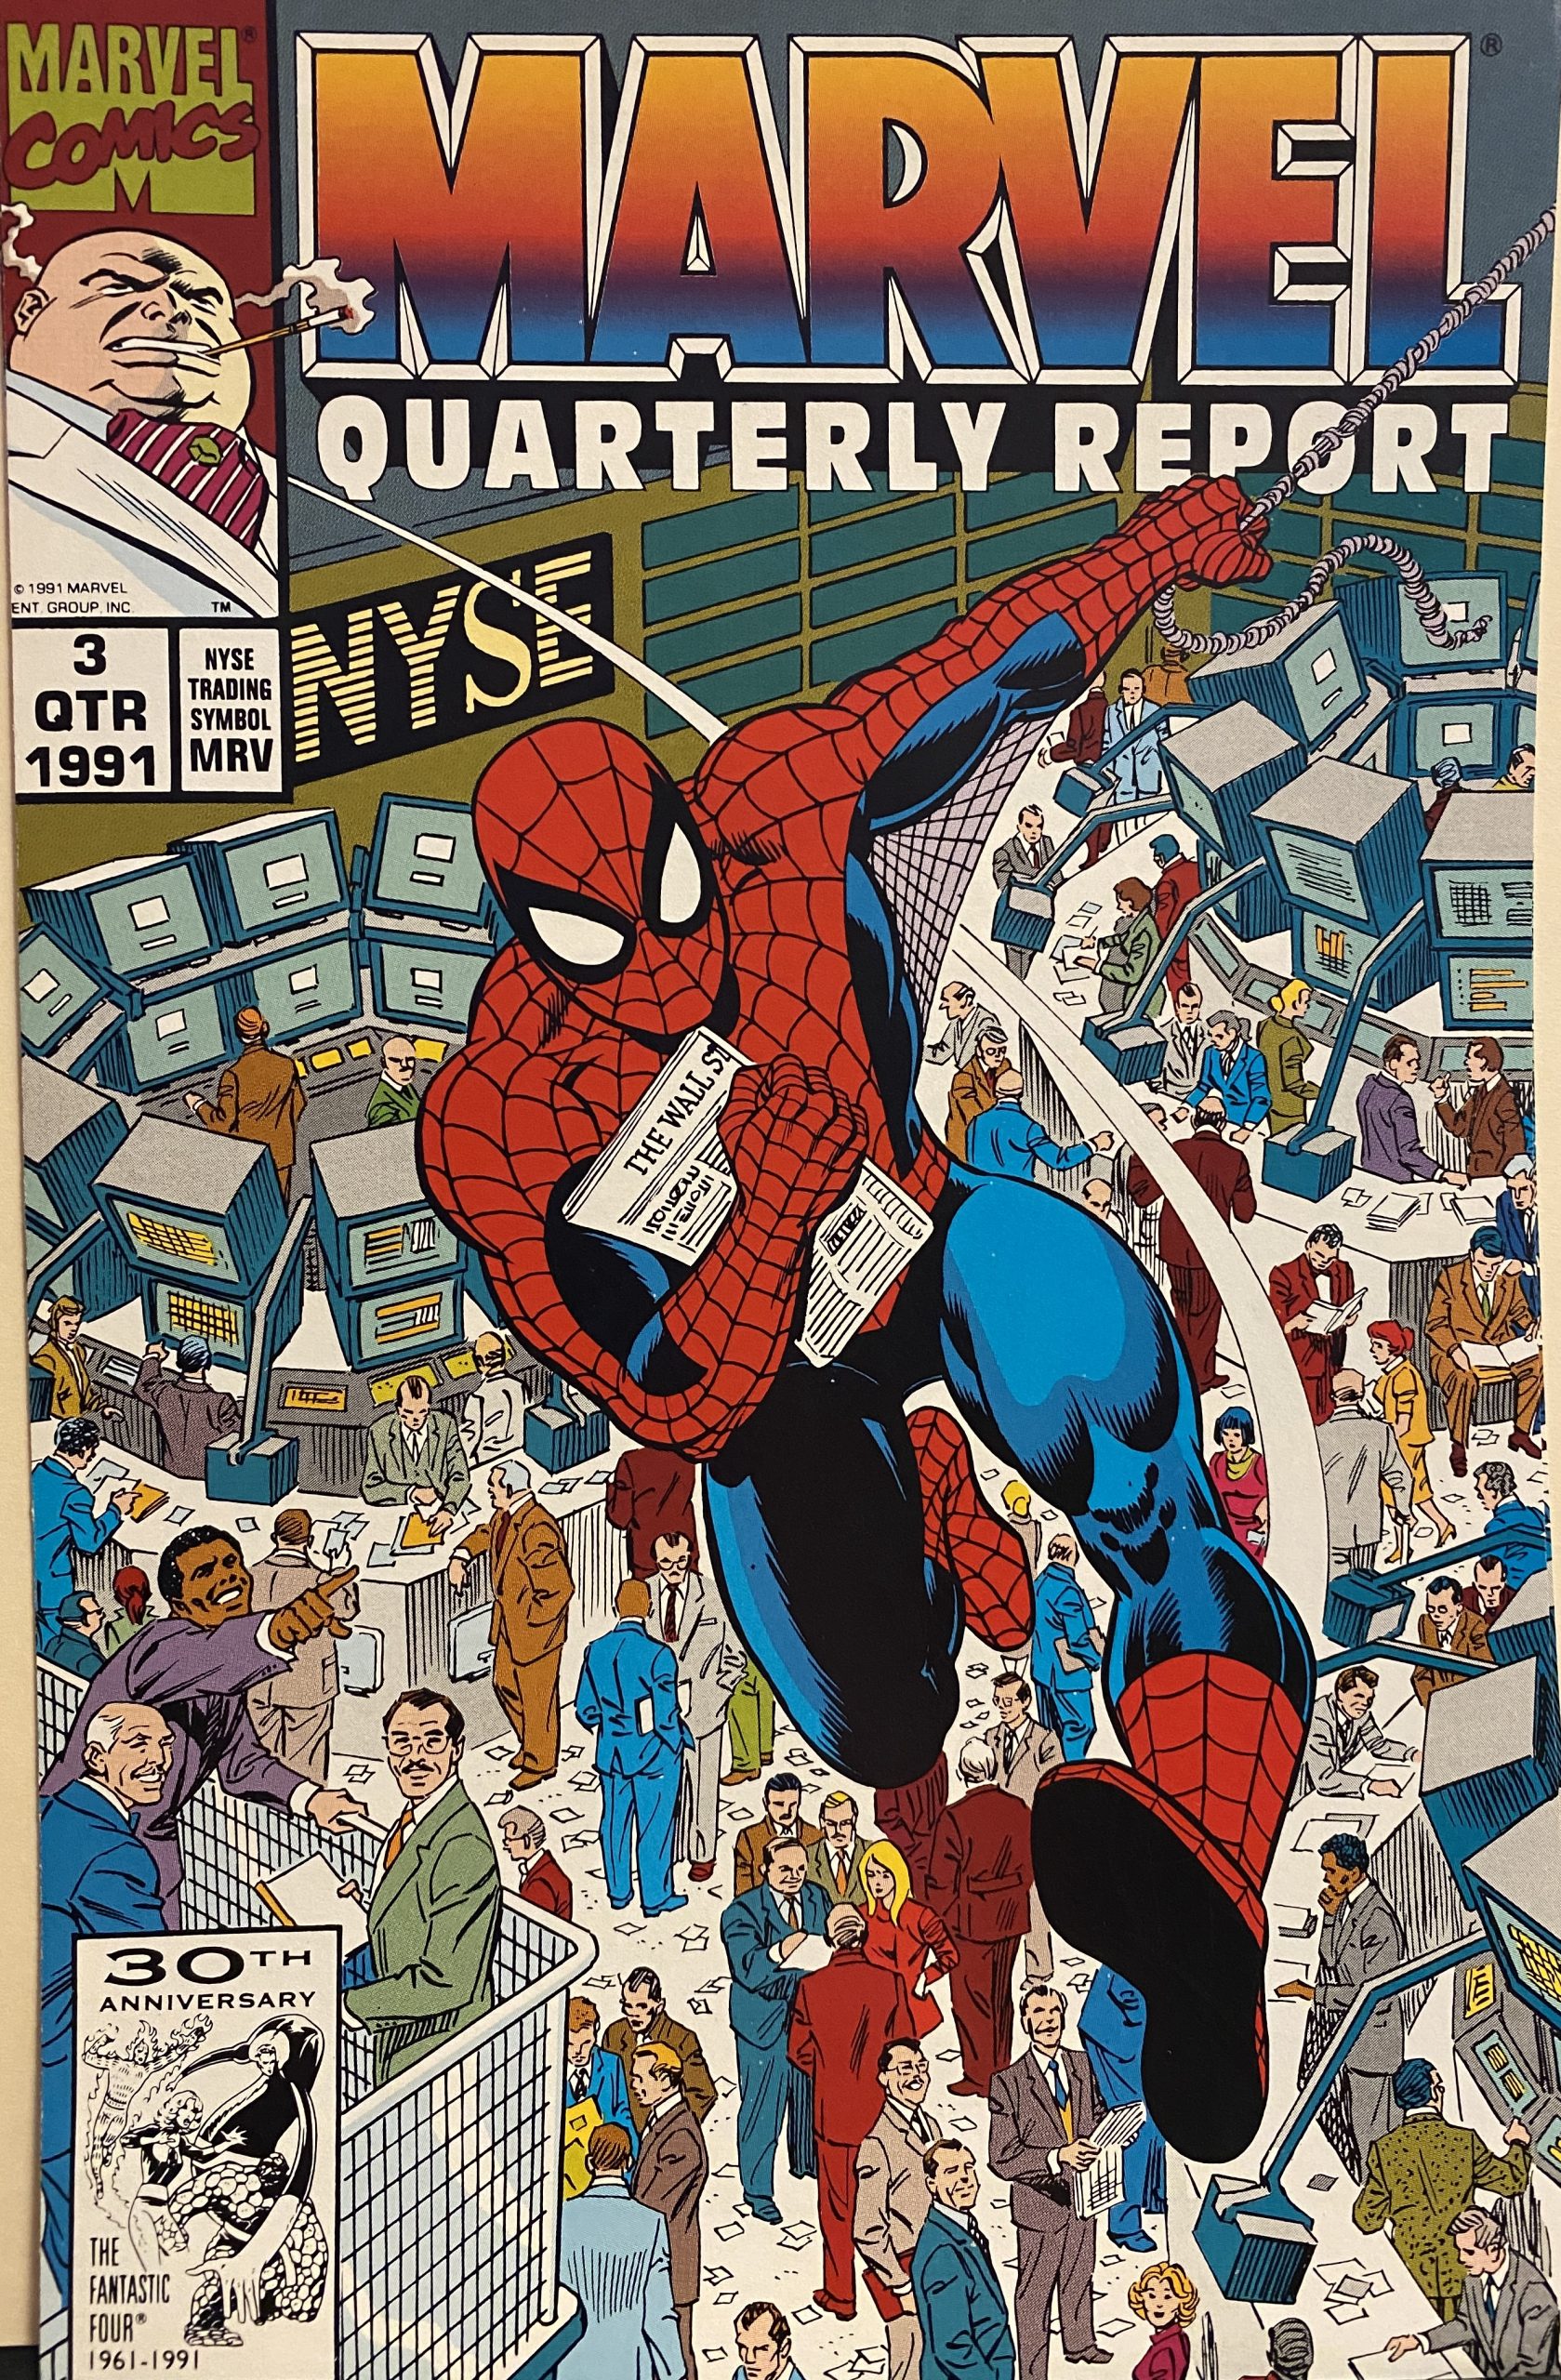 MARVEL®
COMICS
MARVEL®
QUARTERLY REPORT
© 1991 MARVEL
ENT. GROUP, INC. TM
3
QTR
1991
NYSE
TRADING
SYMBOL
MRV
NYSE
THE WALL ST
30TH
ANNIVERSARY
THE
FANTASTIC
FOUR®
1961-1991